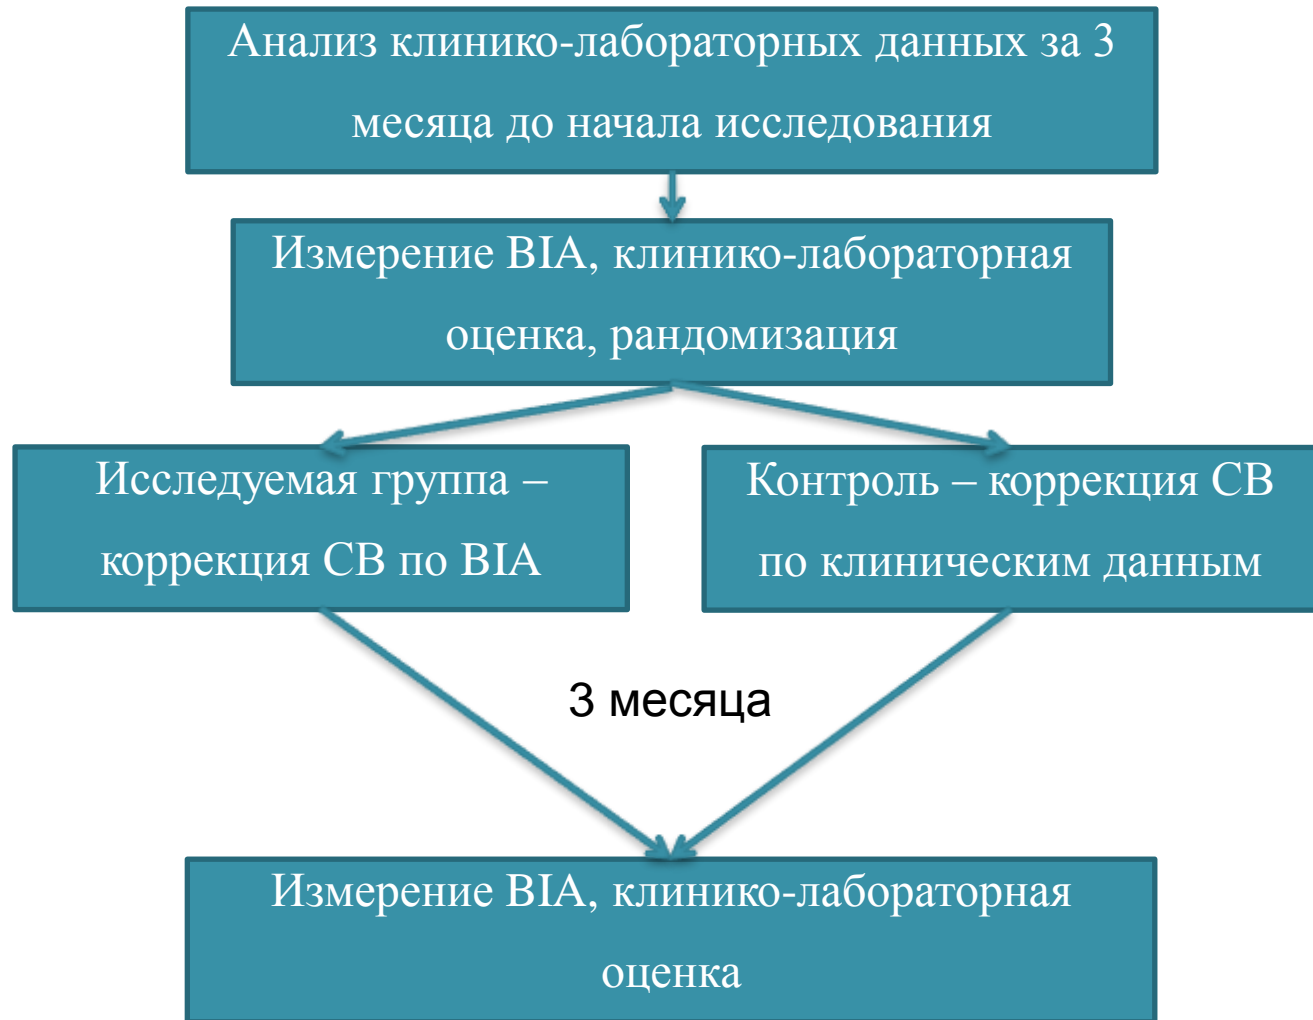 Анализ клинико-лабораторных данных за 3
месяца до начала исследования
Измерение BIA, клинико-лабораторная
оценка, рандомизация
Исследуемая группа –
коррекция СВ по BIA
Контроль – коррекция СВ
по клиническим данным
3 месяца
Измерение BIA, клинико-лабораторная
оценка